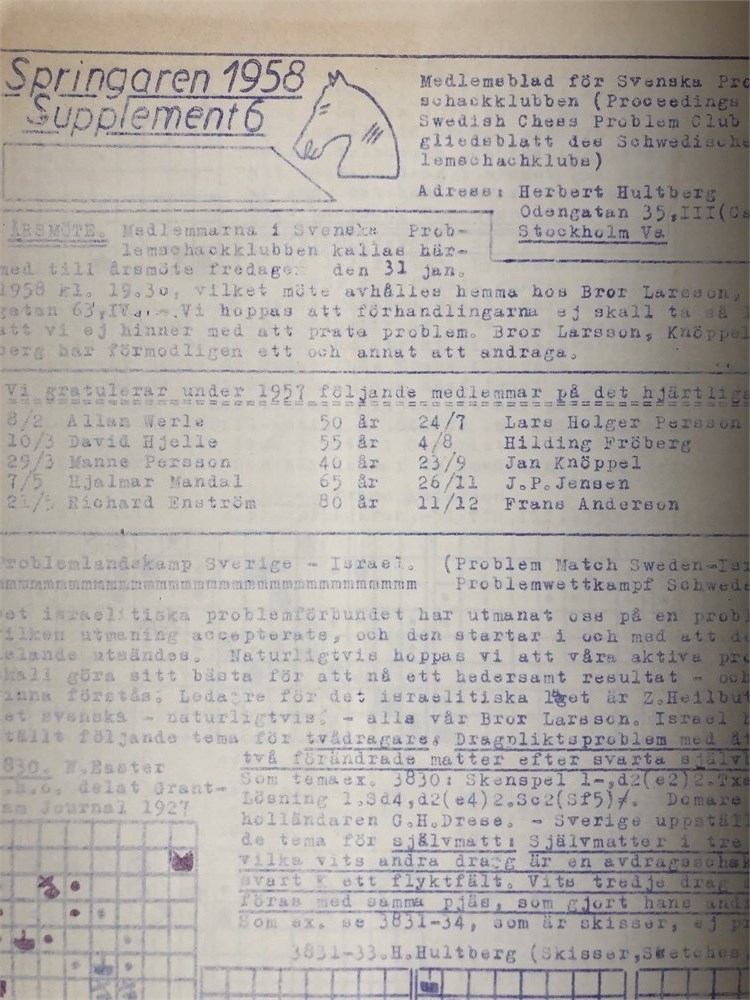 Springaren 1958
Supplement 6
Medlemsblad för Svenska Pro
schackklubben (Proceedings
Swedish Chess Problem Club
gliedsblatt des Schwedische
lemschachklubs)
Adress: Herbert Hultberg
Odengatan 35,III(C
Stockholm Va
ÅRSMÖTE. Medlemmarna i Svenska Prob-
lemschackklubben kallas här-
med till årsmöte fredagen den 31 jan.
1958 kl. 19.30, vilket möte avhålles hemma hos Bror Larsson,
gatan 63, IV. -.Vi hoppas att förhandlingarna ej skall ta så
att vi ej hinner med att prata problem. Bror Larsson, Knöppel
berg har förmodligen ett och annat att andraga.
Vi gratulerar under 1957 följande medlemmar på det hjärtligs
8/2 Allan Werle 50 år 24/7 Lars Holger Persson
10/3 David Hjelle 55 år 4/8 Hilding Fröberg
29/3 Manne Persson 40 år 23/9 Jan Knöppel
7/5 Hjalmar Mandal 65 år 26/11 J.P.Jensen
21/5 Richard Enström 80 år 11/12 Frans Anderson
Problemlandskamp Sverige - Israel. (Problem Match Sweden-Is
mmmmmmmmmmmmmmmmmmmmmmmmmmmmmmm Problemwettkampf Schwede
et israelitiska problemförbundet har utmanat oss på en probl
ilken utmaning accepterats, och den startar i och med att de
elande utsändes. Naturligtvis hoppas vi att våra aktiva pro
skall göra sitt bästa för att nå ett hedersamt resultat - och
inna förstås. Ledare för det israelitiska laget är Z.Heilbut
et svenska - naturligtvis. - alla vår Bror Larsson. Israel h
tällt följande tema för tvådragare: Dragpliktsproblem med åt
två förändrade matter efter svarta självb
Som temaex. 3830: Skenspel 1-,d2(e2)2.Txe
Lösning 1.Sd4,d2(e4)2.Sc2(Sf5)≠. Domare
holländaren G.H.Drese. - Sverige uppställ
de tema för självmatt: Självmatter i tre
vilka vits andra drag är en avdragsschak
svart K ett flyktfält. Vits tredje drag
föras med samma pjäs, som gjort hans and
Som ex. se 3831-34, som är skisser, ej p
3830. N.Easter
delat Grant-
am Journal 1927
3831-33.H.Hultberg (Skisser,Sketches